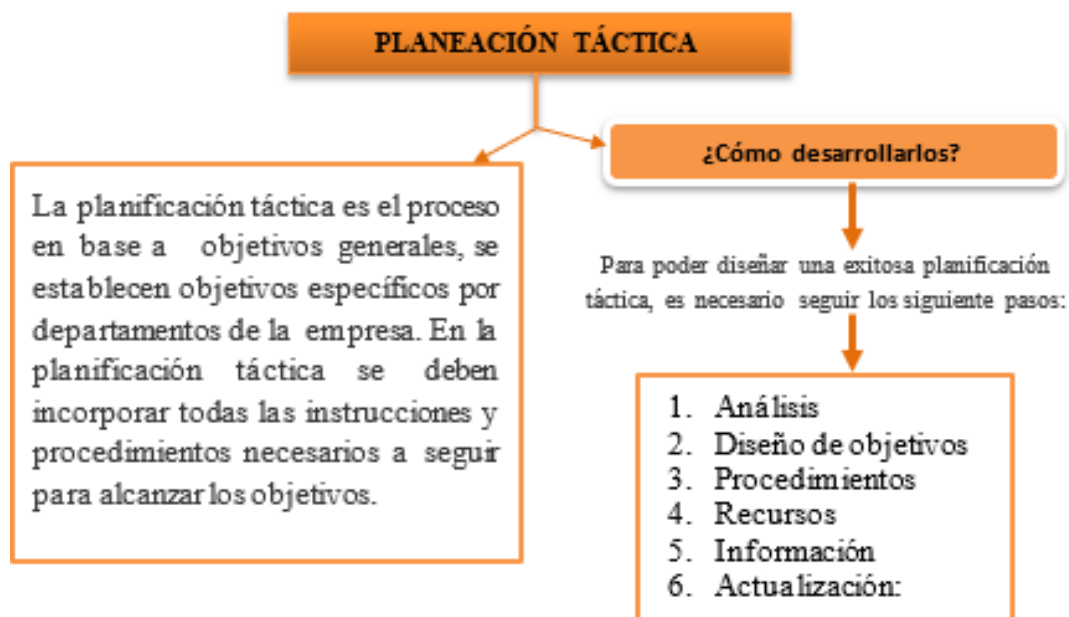 PLANEACIÓN TÁCTICA
La planificación táctica es el proceso
en base a objetivos generales, se
establecen objetivos específicos por
departamentos de la empresa. En la
planificación táctica se deben
incorporar todas las instrucciones y
procedimientos necesarios a seguir
para alcanzar los objetivos.
¿Cómo desarrollarlos?
Para poder diseñar una exitosa planificación
táctica, es necesario seguir los siguiente pasos:
1. Análisis
2. Diseño de objetivos
3. Procedimientos
4. Recursos
5. Información
6. Actualización: